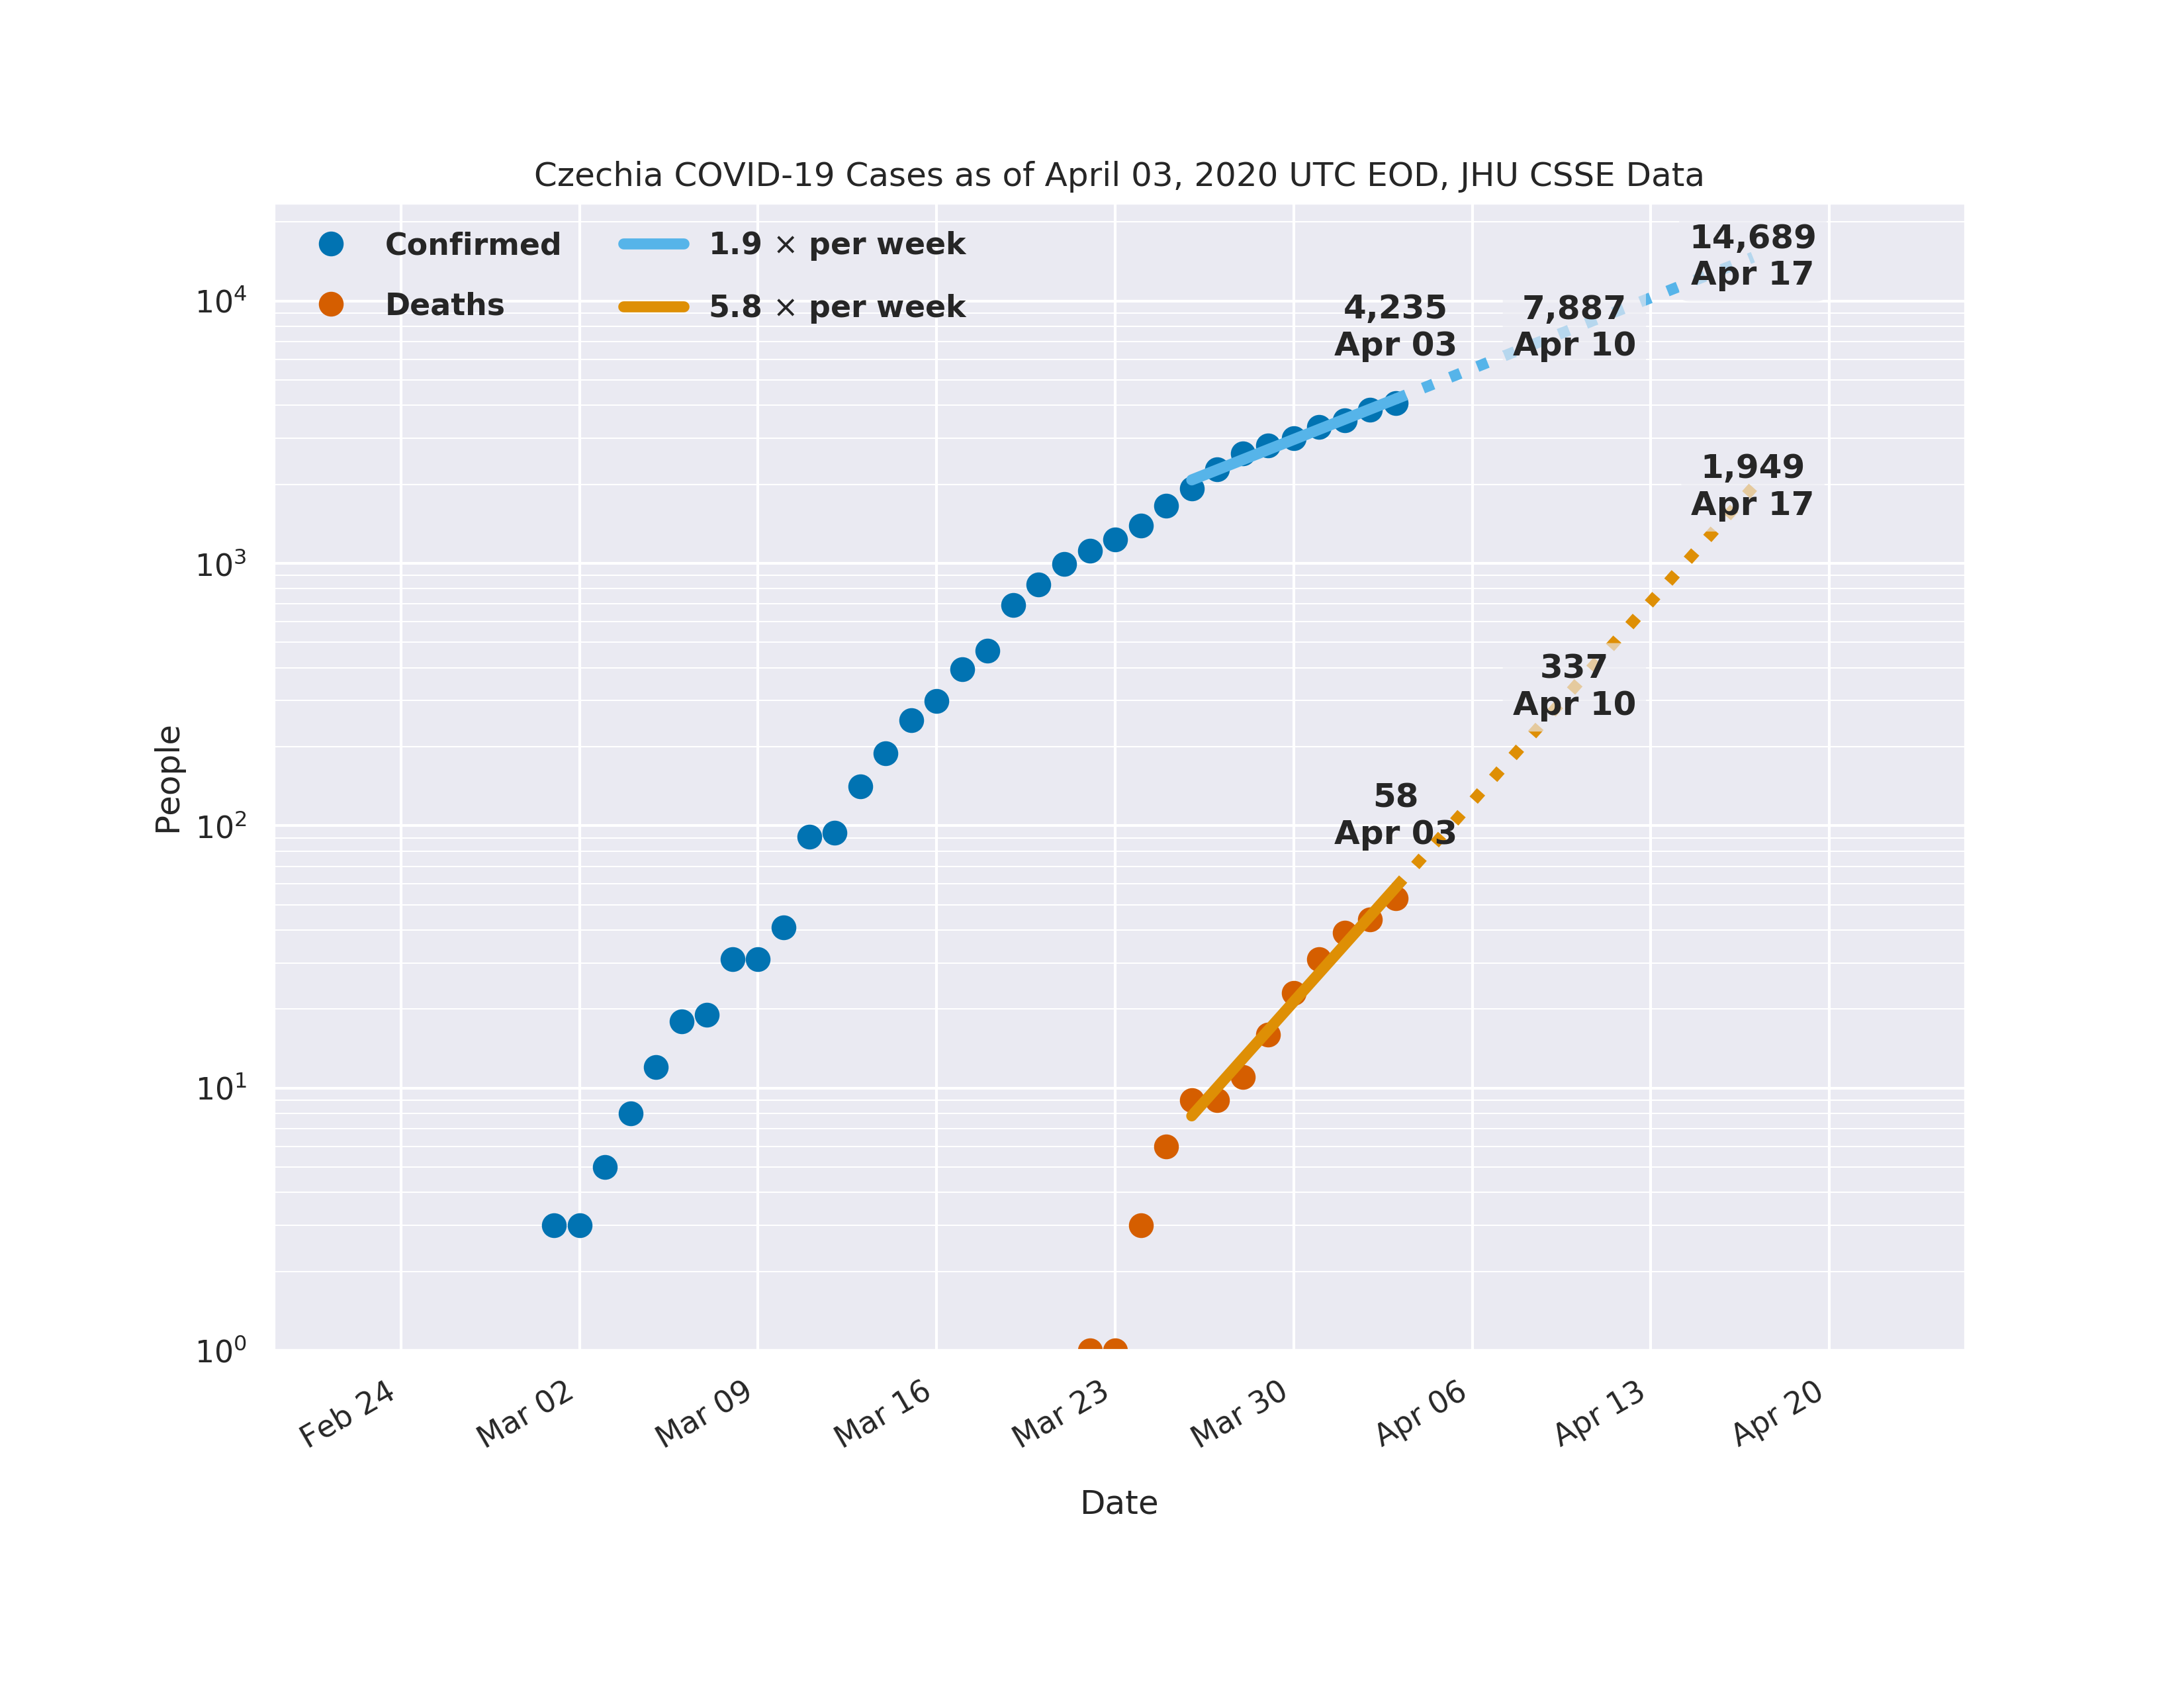 Czechia COVID-19 Cases as of April 03, 2020 UTC EOD, JHU CSSE Data
Confirmed
Deaths
1.9 × per week
5.8 × per week
14,689
Apr 17
4,235
Apr 03
7,887
Apr 10
1,949
Apr 17
337
Apr 10
58
Apr 03
People
10⁴
10³
10²
10¹
10⁰
Feb 24
Mar 02
Mar 09
Mar 16
Mar 23
Mar 30
Apr 06
Apr 13
Apr 20
Date